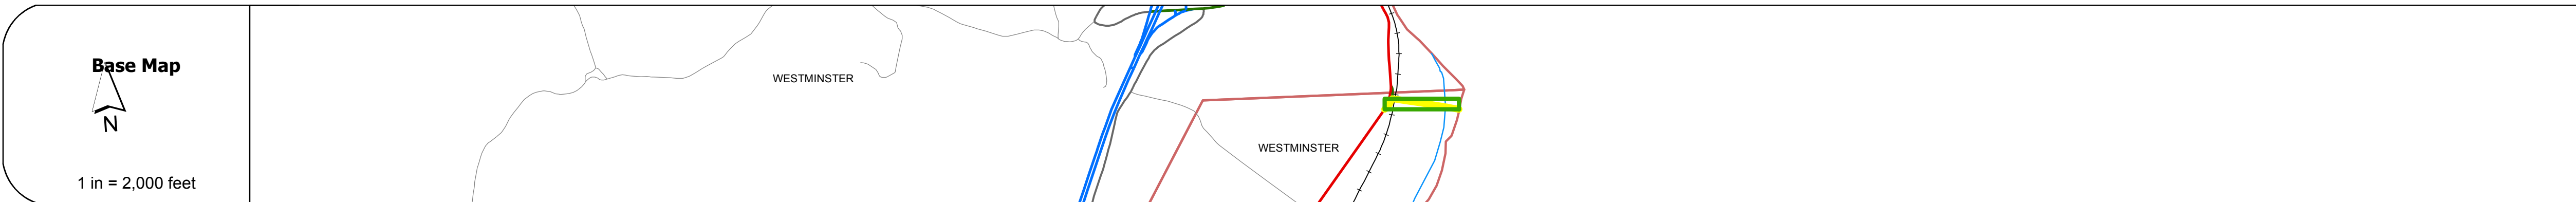 Base Map
N
1 in = 2,000 feet
WESTMINSTER
WESTMINSTER